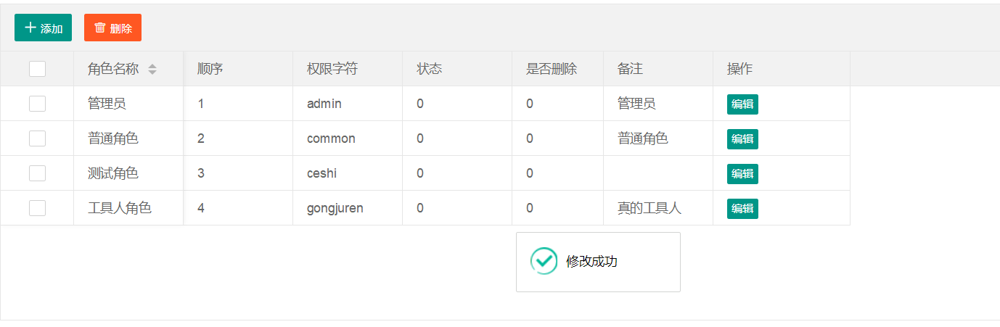 添加 删除
角色名称 顺序 权限字符 状态 是否删除 备注 操作
管理员 1 admin 0 0 管理员 编辑
普通角色 2 common 0 0 普通角色 编辑
测试角色 3 ceshi 0 0 编辑
工具人角色 4 gongjuren 0 0 真的工具人 编辑
修改成功